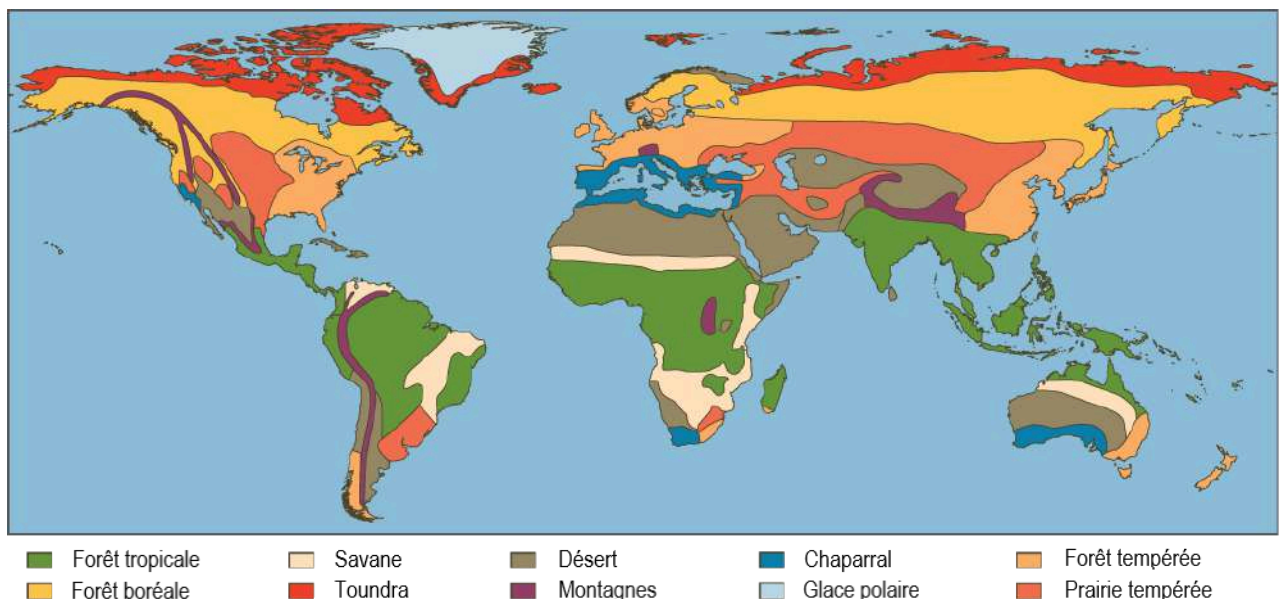 Forêt tropicale Savane Désert Chaparral Forêt tempérée
Forêt boréale Toundra Montagnes Glace polaire Prairie tempérée